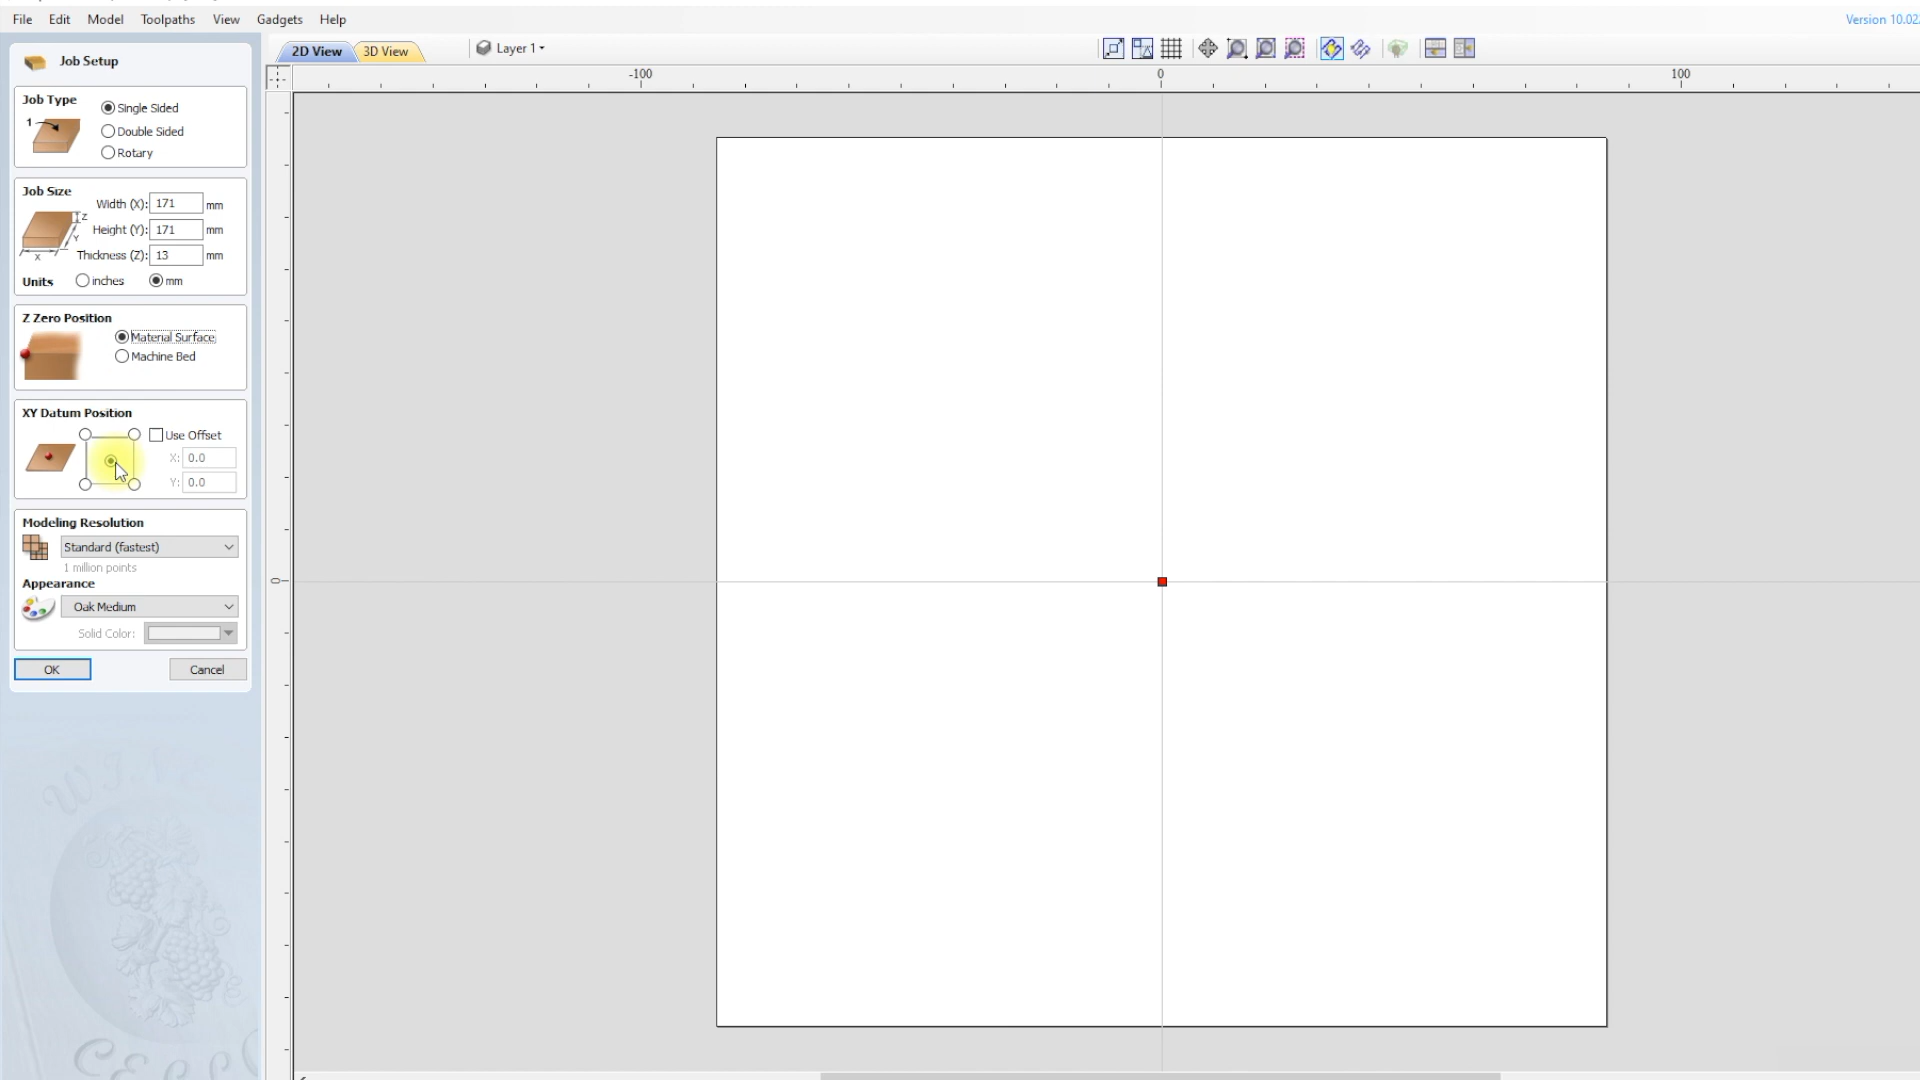 File Edit Model Toolpaths View Gadgets Help
Version 10.02
Job Setup
2D View 3D View Layer 1
-100 0 100
Job Type
1
Single Sided
Double Sided
Rotary
Job Size
Width (X): 171 mm
Z
Height (Y): 171 mm
Y
X
Thickness (Z): 13 mm
Units inches mm
Z Zero Position
Material Surface
Machine Bed
XY Datum Position
Use Offset
X: 0.0
Y: 0.0
Modeling Resolution
Standard (fastest)
1 million points
0
Appearance
Oak Medium
Solid Color:
OK Cancel